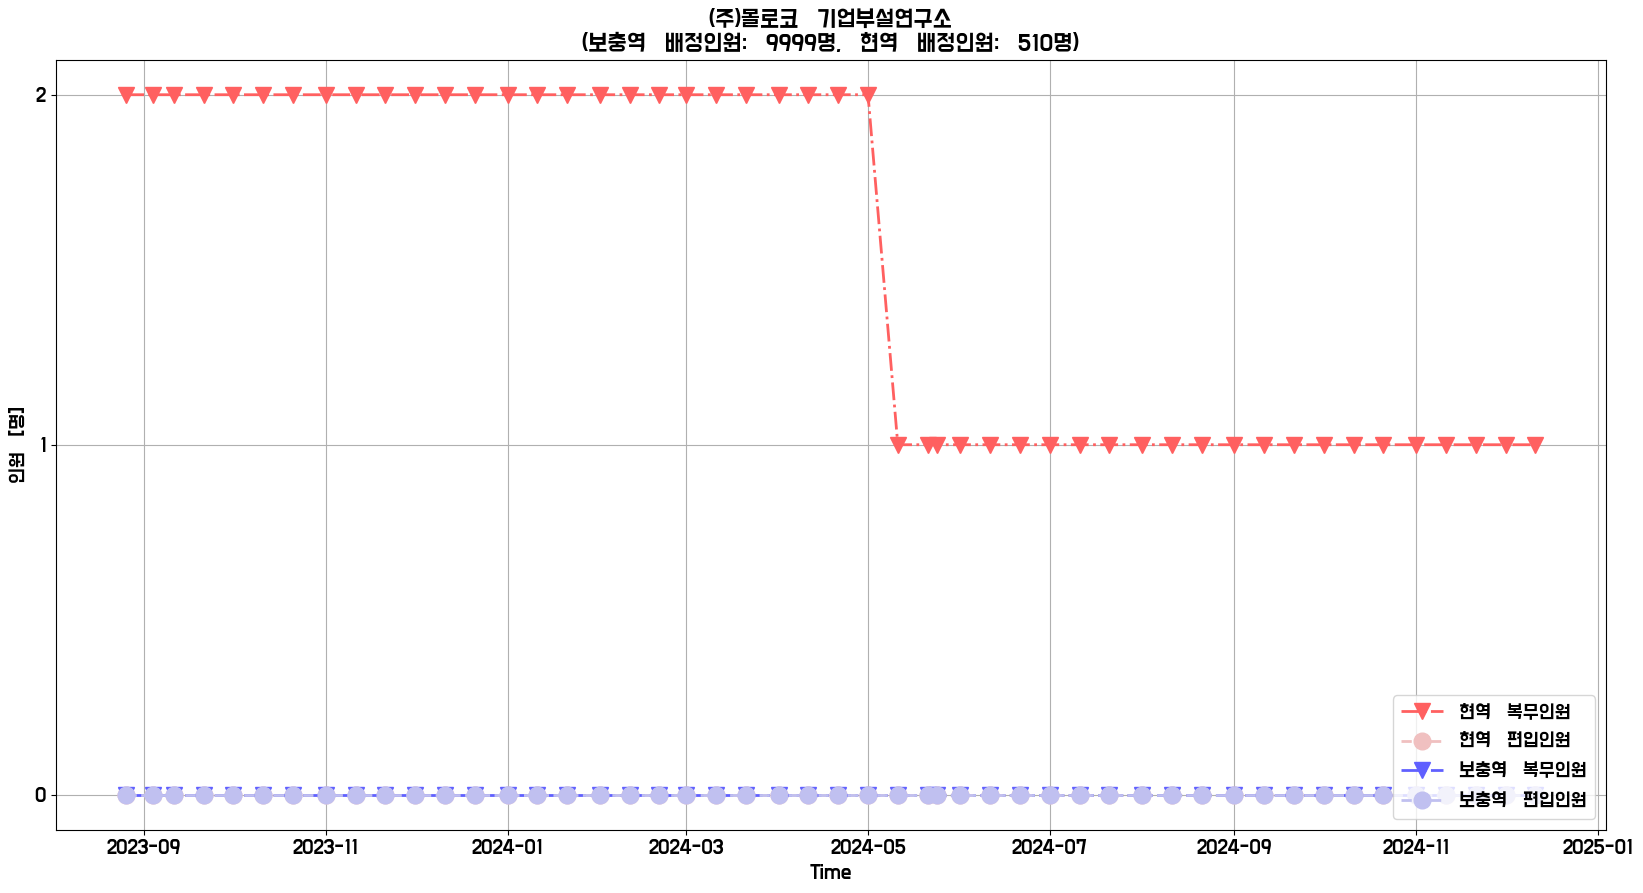 (주)몰로코 기업부설연구소
(보충역 배정인원: 9999명, 현역 배정인원: 510명)
인원 [명]
2
1
0
현역 복무인원
현역 편입인원
보충역 복무인원
보충역 편입인원
2023-09 2023-11 2024-01 2024-03 2024-05 2024-07 2024-09 2024-11 2025-01
Time